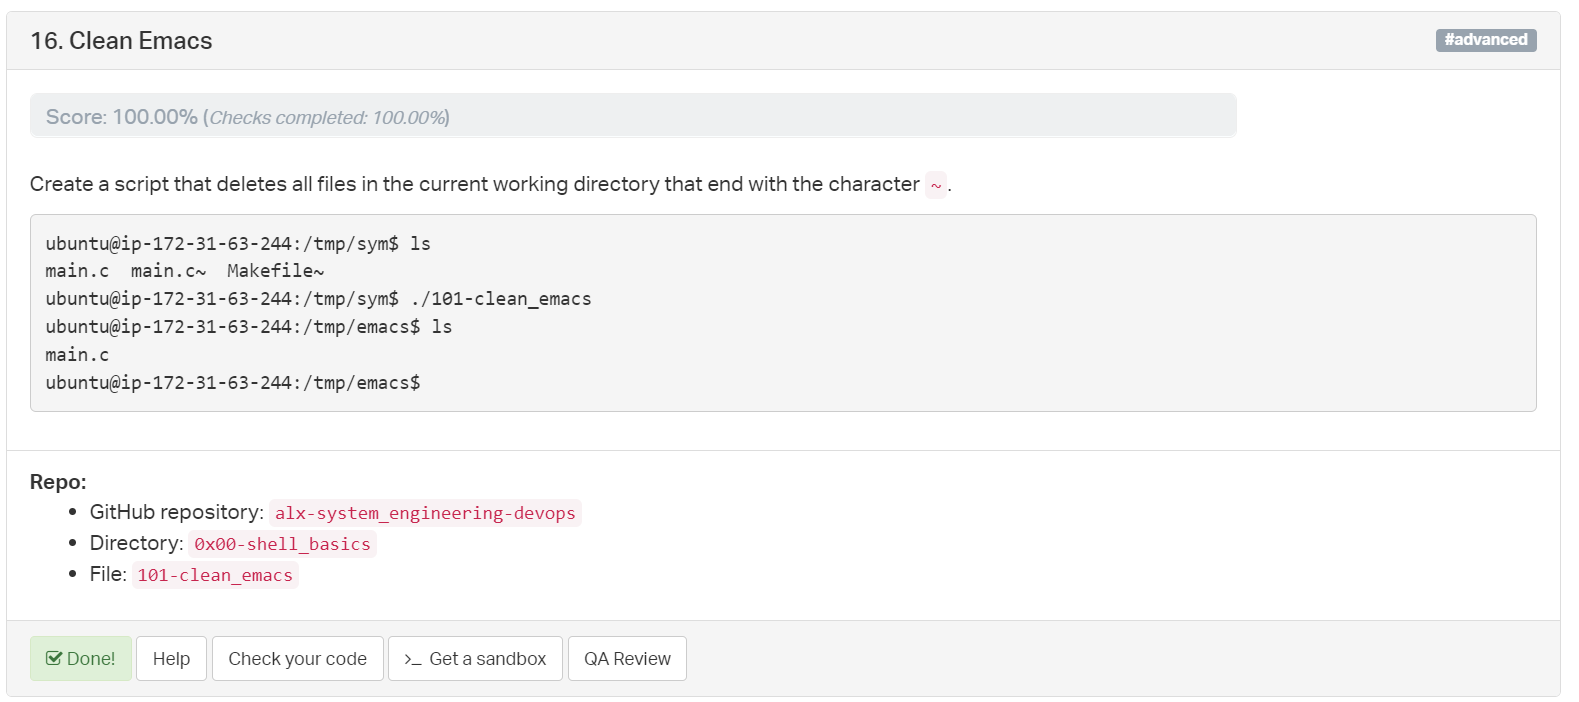 16. Clean Emacs
#advanced
Score: 100.00% (Checks completed: 100.00%)
Create a script that deletes all files in the current working directory that end with the character ~.
ubuntu@ip-172-31-63-244:/tmp/sym$ ls
main.c  main.c~  Makefile~
ubuntu@ip-172-31-63-244:/tmp/sym$ ./101-clean_emacs
ubuntu@ip-172-31-63-244:/tmp/emacs$ ls
main.c
ubuntu@ip-172-31-63-244:/tmp/emacs$
Repo:
• GitHub repository: alx-system_engineering-devops
• Directory: 0x00-shell_basics
• File: 101-clean_emacs
Done! Help Check your code >_ Get a sandbox QA Review